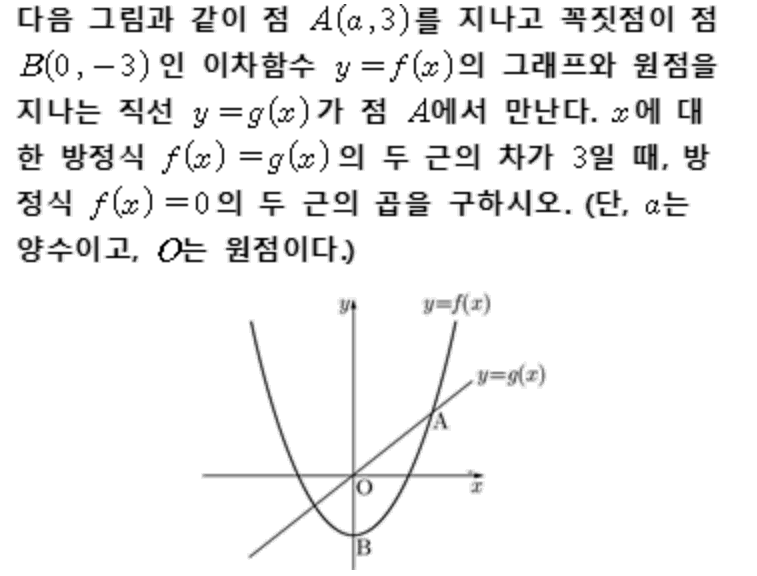 다음 그림과 같이 점 A(a,3)를 지나고 꼭짓점이 점
B(0,−3)인 이차함수 y=f(x)의 그래프와 원점을
지나는 직선 y=g(x)가 점 A에서 만난다. x에 대
한 방정식 f(x)=g(x)의 두 근의 차가 3일 때, 방
정식 f(x)=0의 두 근의 곱을 구하시오. (단, a는
양수이고, O는 원점이다.)
y
y=f(x)
y=g(x)
A
O
x
B